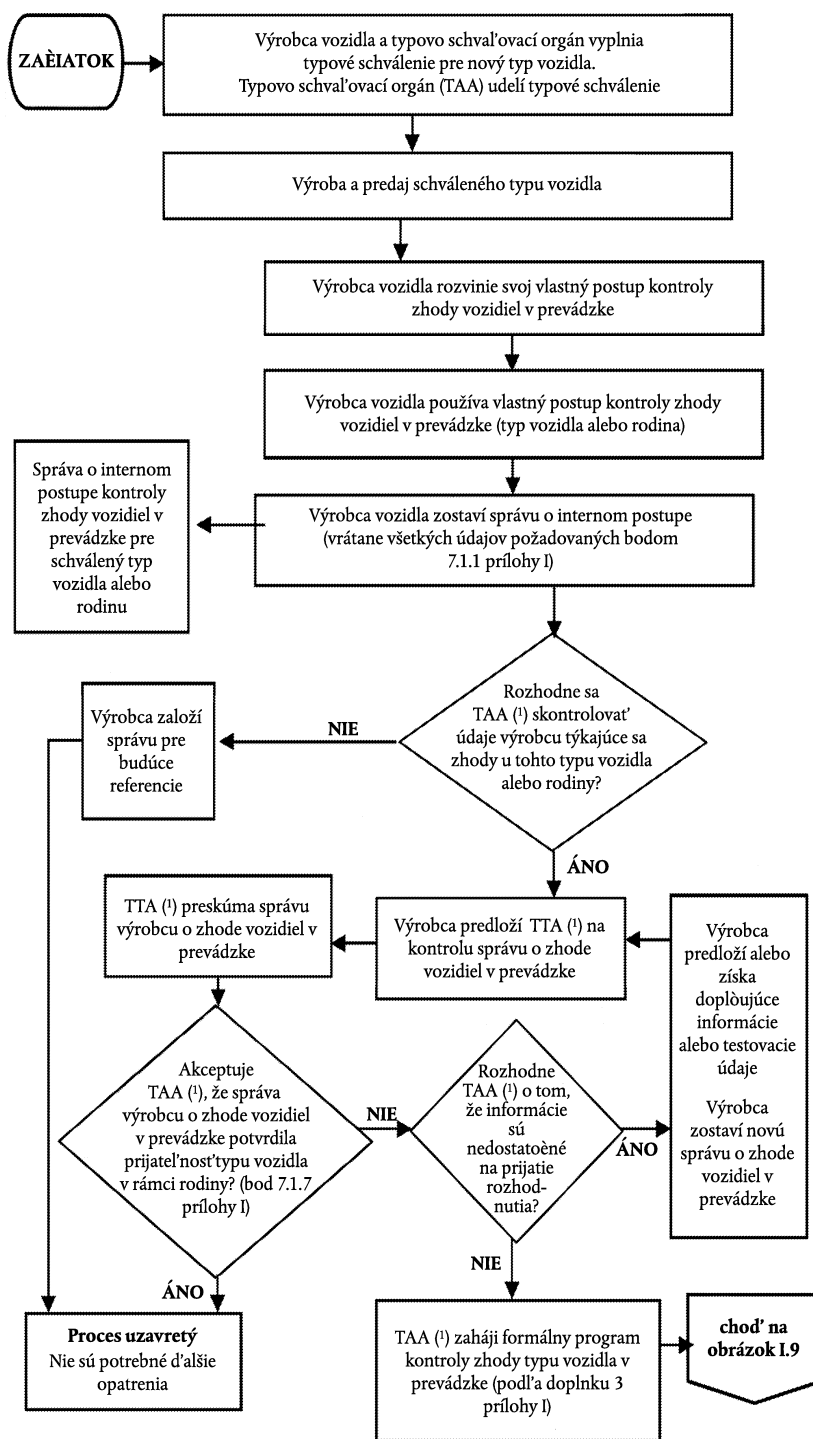 ZAÈIATOK
Výrobca vozidla a typovo schvaľovací orgán vyplnia
typové schválenie pre nový typ vozidla.
Typovo schvaľovací orgán (TAA) udelí typové schválenie
Výroba a predaj schváleného typu vozidla
Výrobca vozidla rozvinie svoj vlastný postup kontroly
zhody vozidiel v prevádzke
Výrobca vozidla používa vlastný postup kontroly zhody
vozidiel v prevádzke (typ vozidla alebo rodina)
Správa o internom
postupe kontroly
zhody vozidiel v
prevádzke pre
schválený typ
vozidla alebo
rodinu
Výrobca vozidla zostaví správu o internom postupe
(vrátane všetkých údajov požadovaných bodom
7.1.1 prílohy I)
Rozhodne sa
TAA (¹) skontrolovať
údaje výrobcu týkajúce sa
zhody u tohto typu vozidla
alebo rodiny?
NIE
Výrobca založí
správu pre
budúce
referencie
ÁNO
TTA (¹) preskúma správu
výrobcu o zhode vozidiel v
prevádzke
Výrobca predloží TTA (¹) na
kontrolu správu o zhode
vozidiel v prevádzke
Výrobca
predloží alebo
získa
doplòujúce
informácie
alebo testovacie
údaje
Výrobca
zostaví novú
správu o zhode
vozidiel v
prevádzke
Akceptuje
TAA (¹), že správa
výrobcu o zhode vozidiel
v prevádzke potvrdila
prijateľnosť typu vozidla
v rámci rodiny? (bod 7.1.7
prílohy I)
NIE
Rozhodne
TAA (¹) o tom,
že informácie
sú
nedostatoèné
na prijatie
rozhod-
nutia?
ÁNO
NIE
ÁNO
Proces uzavretý
Nie sú potrebné ďalšie
opatrenia
TAA (¹) zaháji formálny program
kontroly zhody typu vozidla v
prevádzke (podľa doplnku 3
prílohy I)
choď na
obrázok I.9